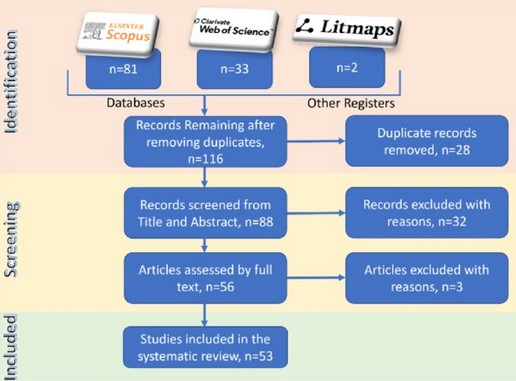 Identification
ELSEVIER
Scopus
Clarivate
Web of Science™
Litmaps
n=81
n=33
n=2
Databases
Other Registers
Records Remaining after
removing duplicates,
n=116
Duplicate records
removed, n=28
Screening
Records screened from
Title and Abstract, n=88
Records excluded with
reasons, n=32
Articles assessed by full
text, n=56
Articles excluded with
reasons, n=3
Included
Studies included in the
systematic review, n=53